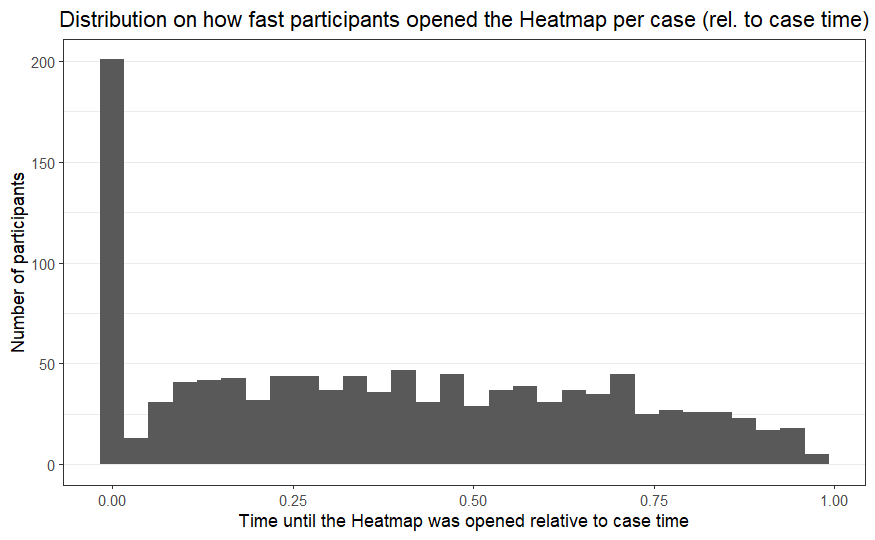 Distribution on how fast participants opened the Heatmap per case (rel. to case time)
Number of participants
200
150
100
50
0
0.00 0.25 0.50 0.75 1.00
Time until the Heatmap was opened relative to case time